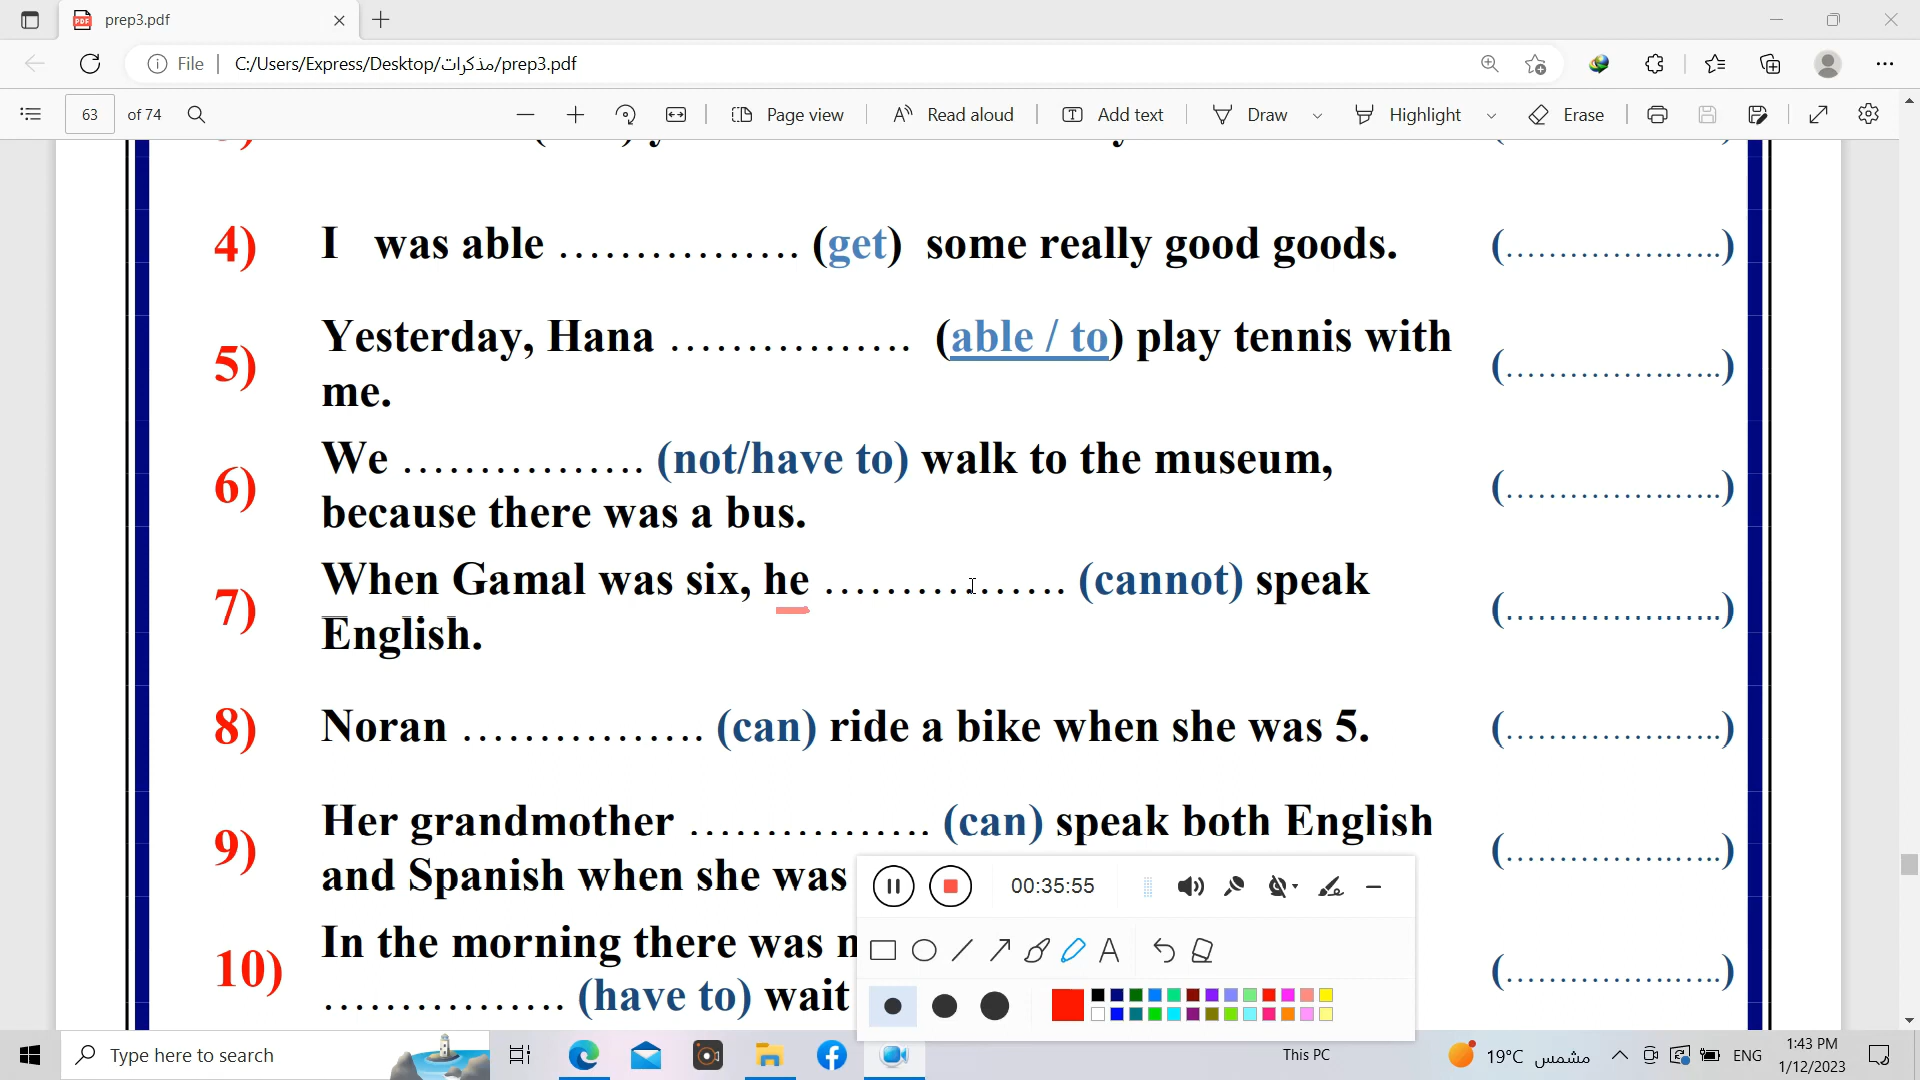 prep3.pdf
File
C:/Users/Express/Desktop/مذكرات/prep3.pdf
63 of 74
Page view
Read aloud
Add text
Draw
Highlight
Erase
4) I was able ................ (get) some really good goods. (......................)
5) Yesterday, Hana ................ (able / to) play tennis with
me. (......................)
6) We ................ (not/have to) walk to the museum,
because there was a bus. (......................)
7) When Gamal was six, he ................ (cannot) speak
English. (......................)
8) Noran ................ (can) ride a bike when she was 5. (......................)
9) Her grandmother ................ (can) speak both English
and Spanish when she was (......................)
10) In the morning there was
................ (have to) wait (......................)
00:35:55
Type here to search
This PC
19°C مشمس
ENG
1:43 PM
1/12/2023